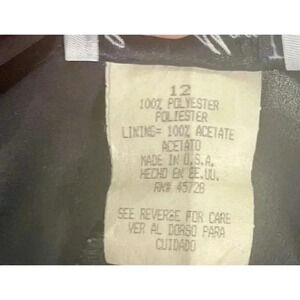 12
100% POLYESTER
POLIESTER
LINING= 100% ACETATE
ACETATO
MADE IN U.S.A.
HECHO EN EE.UU.
RN# 45728
SEE REVERSE FOR CARE
VER AL DORSO PARA
CUIDADO